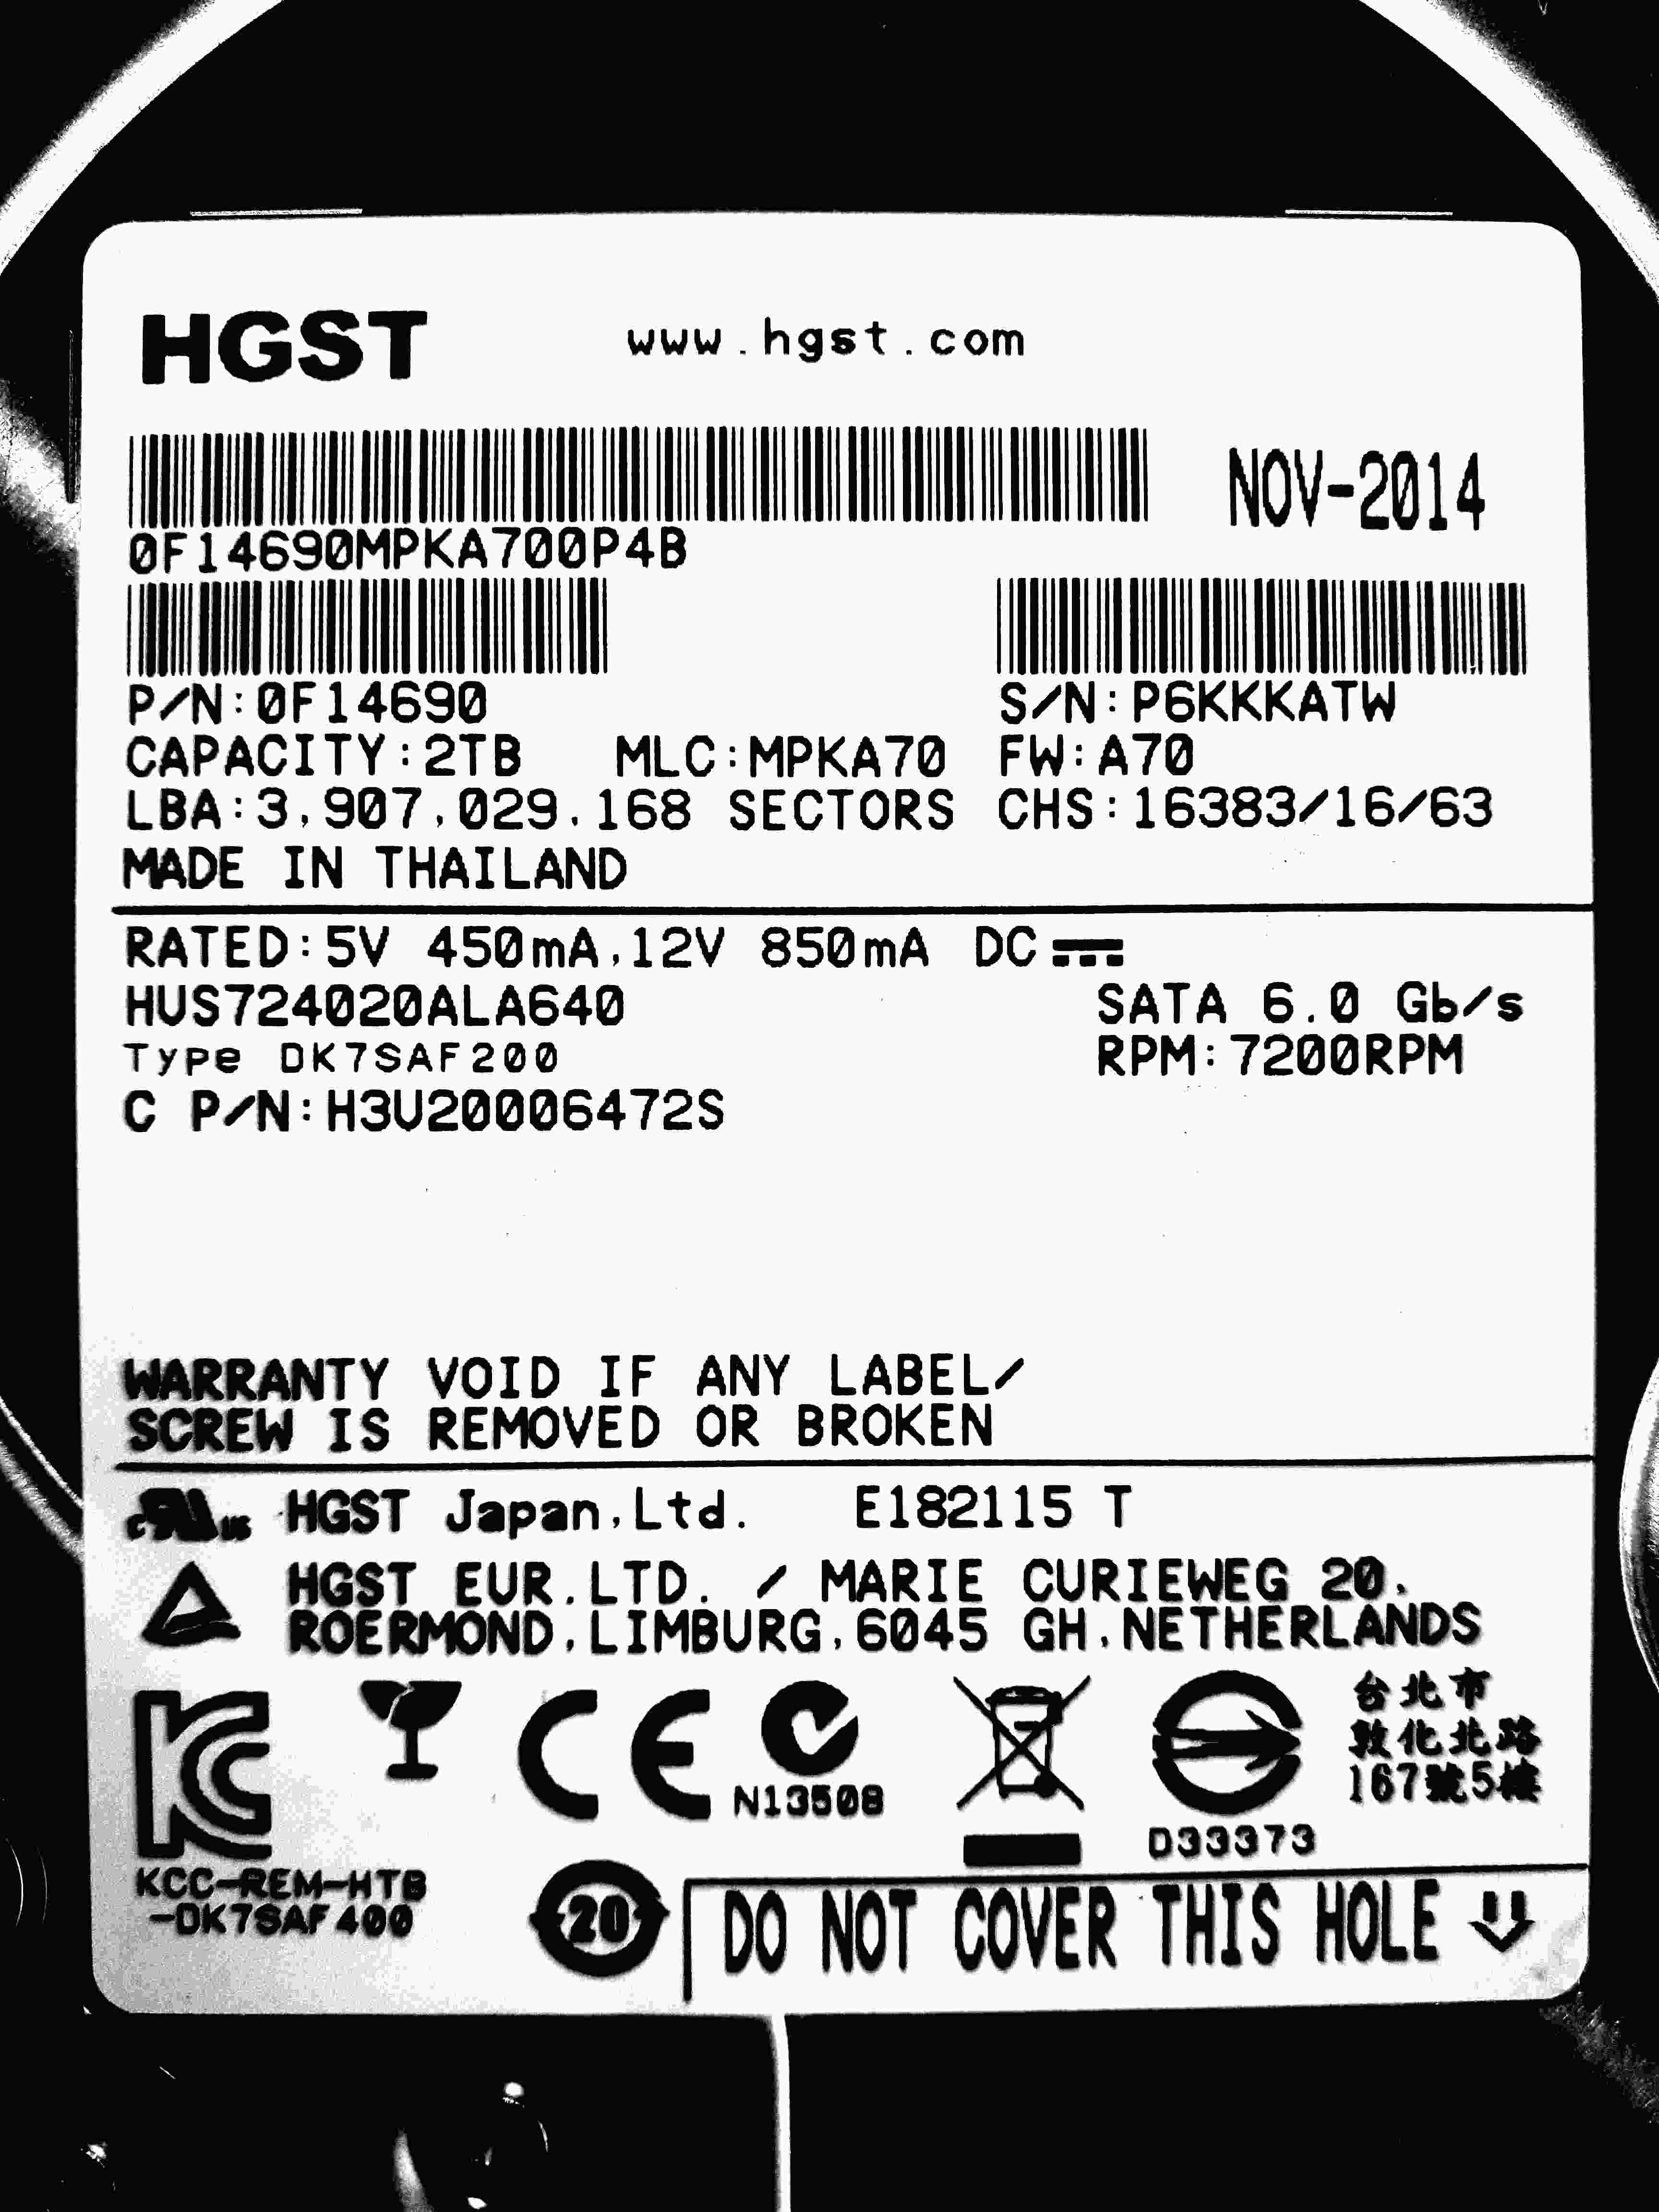 HGST www.hgst.com
NOV-2014
0F14690MPKA700P4B
P/N:0F14690 S/N:P6KKKATW
CAPACITY:2TB MLC:MPKA70 FW:A70
LBA:3,907,029,168 SECTORS CHS:16383/16/63
MADE IN THAILAND
RATED:5V 450mA,12V 850mA DC
HUS724020ALA640 SATA 6.0 Gb/s
Type DK7SAF200 RPM:7200RPM
C P/N:H3U20006472S
WARRANTY VOID IF ANY LABEL/
SCREW IS REMOVED OR BROKEN
c UL us HGST Japan,Ltd. E182115 T
HGST EUR.LTD. / MARIE CURIEWEG 20,
ROERMOND,LIMBURG,6045 GH,NETHERLANDS
台北市
敦化北路
167號5樓
CE
N13508
D33373
KCC-REM-HTB
-DK7SAF400
20
DO NOT COVER THIS HOLE